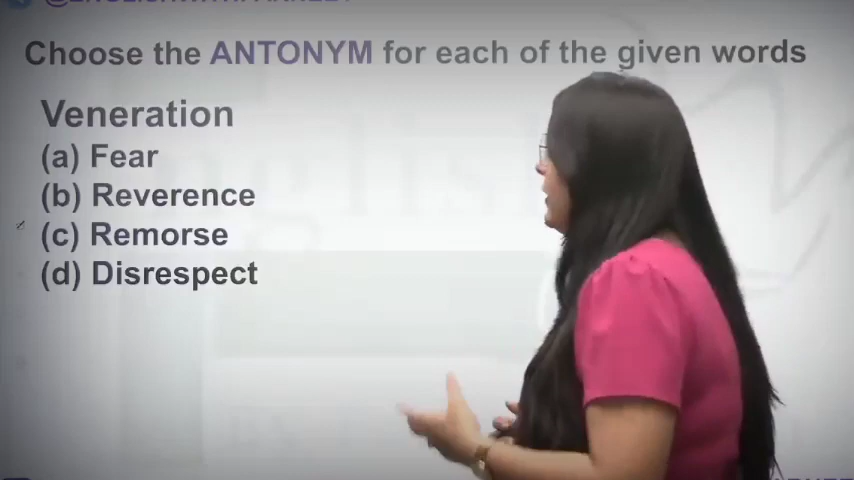 Choose the ANTONYM for each of the given words
Veneration
(a) Fear
(b) Reverence
(c) Remorse
(d) Disrespect